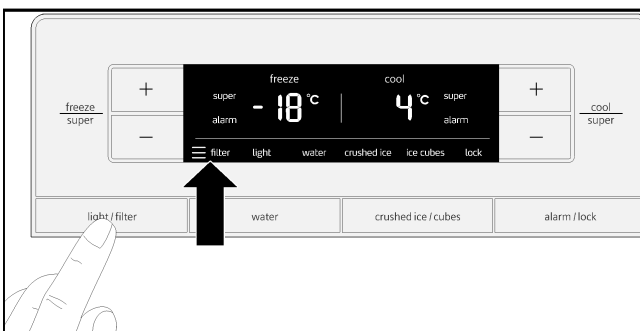 freeze cool
super - 18 °C 4 °C super
alarm alarm
filter light water crushed ice ice cubes lock
+ +
freeze
super
cool
super
− −
light / filter water crushed ice / cubes alarm / lock